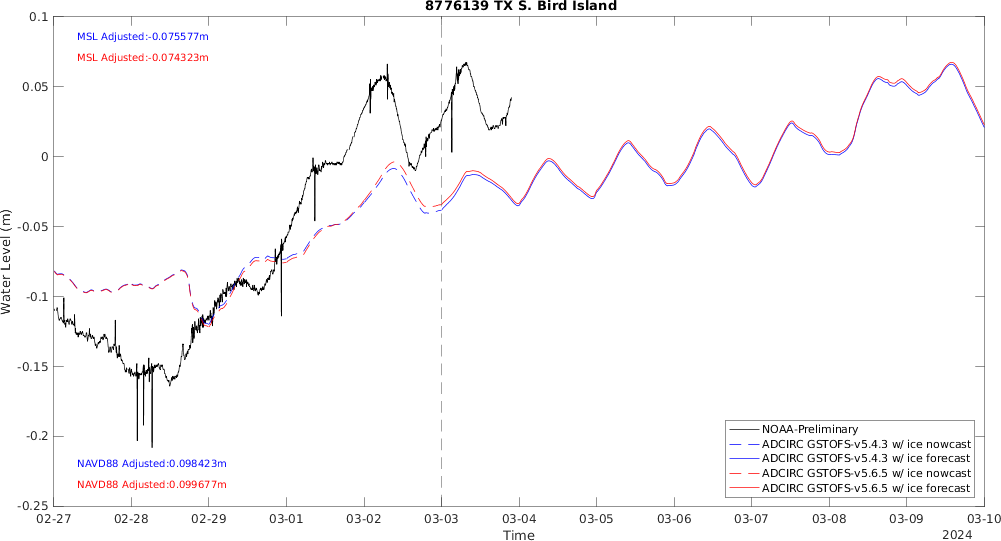 8776139 TX S. Bird Island
MSL Adjusted:-0.075577m
MSL Adjusted:-0.074323m
0.1
0.05
0
-0.05
-0.1
-0.15
-0.2
-0.25
Water Level (m)
NAVD88 Adjusted:0.098423m
NAVD88 Adjusted:0.099677m
NOAA-Preliminary
ADCIRC GSTOFS-v5.4.3 w/ ice nowcast
ADCIRC GSTOFS-v5.4.3 w/ ice forecast
ADCIRC GSTOFS-v5.6.5 w/ ice nowcast
ADCIRC GSTOFS-v5.6.5 w/ ice forecast
02-27 02-28 02-29 03-01 03-02 03-03 03-04 03-05 03-06 03-07 03-08 03-09 03-10
Time
2024